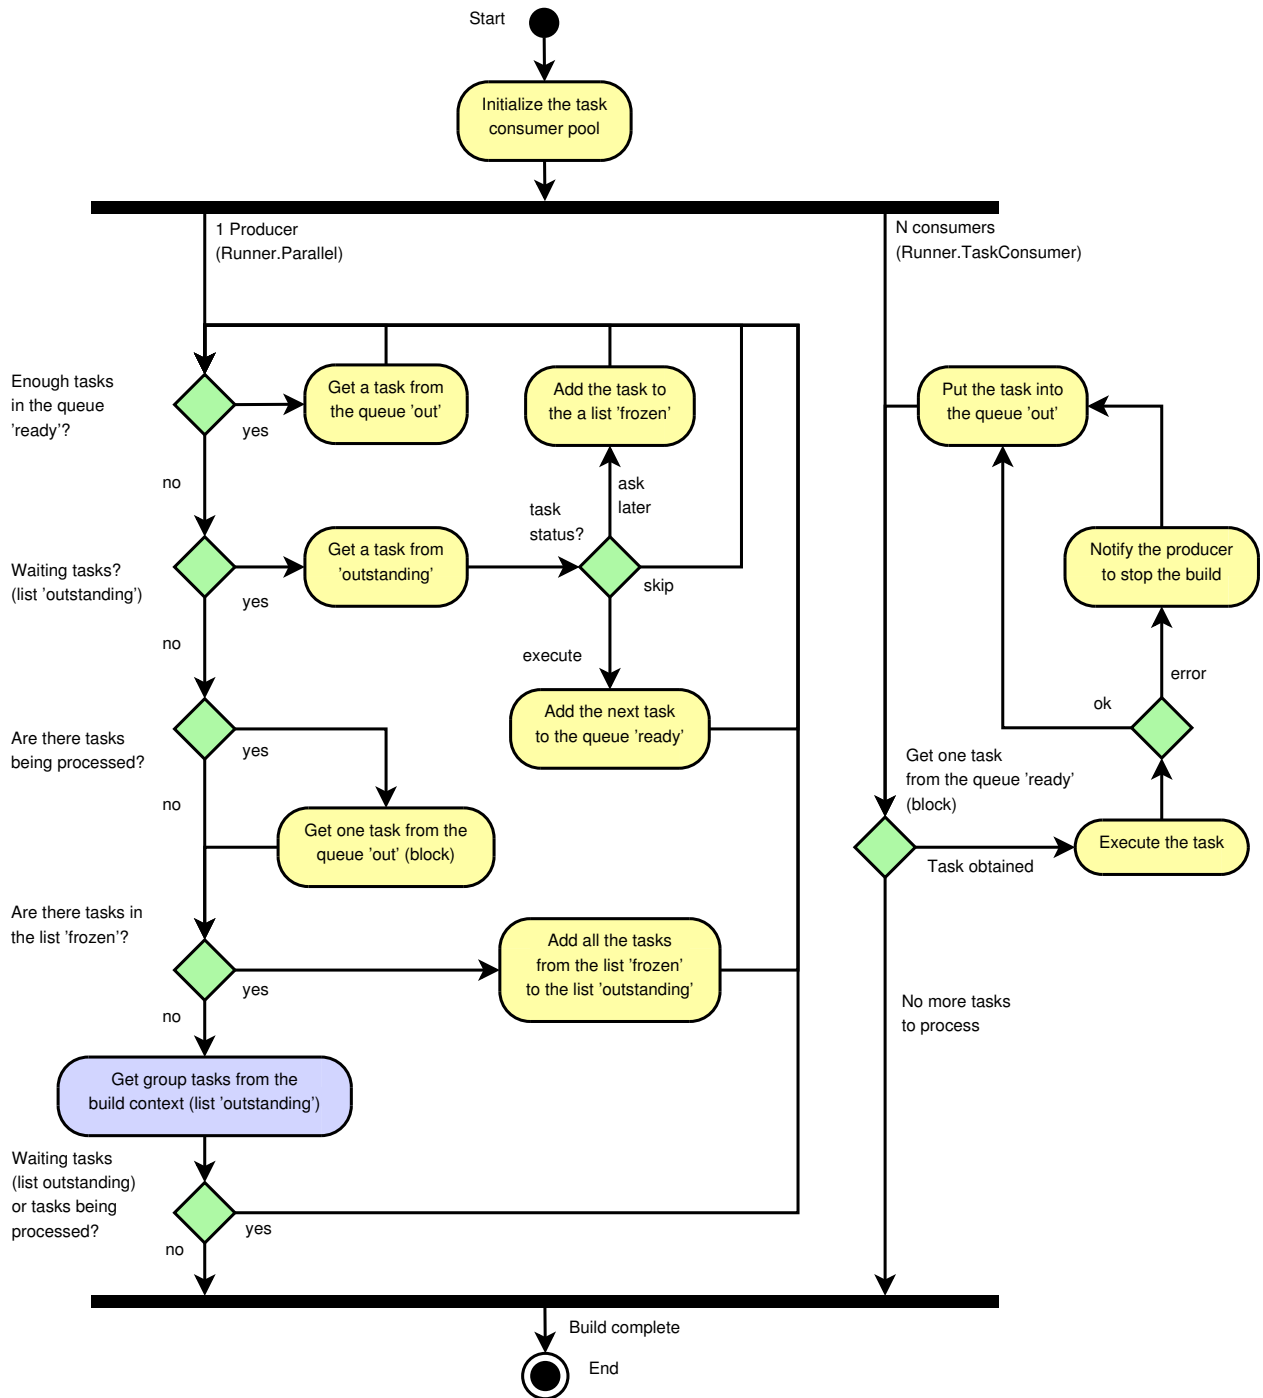 Start
Initialize the task
consumer pool
1 Producer
(Runner.Parallel)
N consumers
(Runner.TaskConsumer)
Enough tasks
in the queue
'ready'?
yes
no
Get a task from
the queue 'out'
Add the task to
the a list 'frozen'
Put the task into
the queue 'out'
ask
later
task
status?
Waiting tasks?
(list 'outstanding')
yes
no
Get a task from
'outstanding'
skip
execute
Notify the producer
to stop the build
error
ok
Add the next task
to the queue 'ready'
Are there tasks
being processed?
yes
no
Get one task from the
queue 'out' (block)
Get one task
from the queue 'ready'
(block)
Task obtained
Execute the task
Are there tasks in
the list 'frozen'?
yes
no
Add all the tasks
from the list 'frozen'
to the list 'outstanding'
No more tasks
to process
Get group tasks from the
build context (list 'outstanding')
Waiting tasks
(list outstanding)
or tasks being
processed?
yes
no
Build complete
End